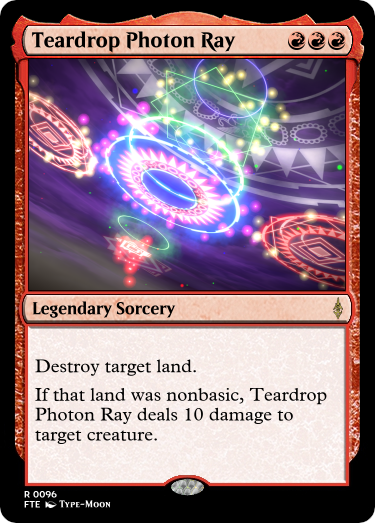 Teardrop Photon Ray
Legendary Sorcery
Destroy target land.
If that land was nonbasic, Teardrop
Photon Ray deals 10 damage to
target creature.
R 0096
FTE Type-Moon